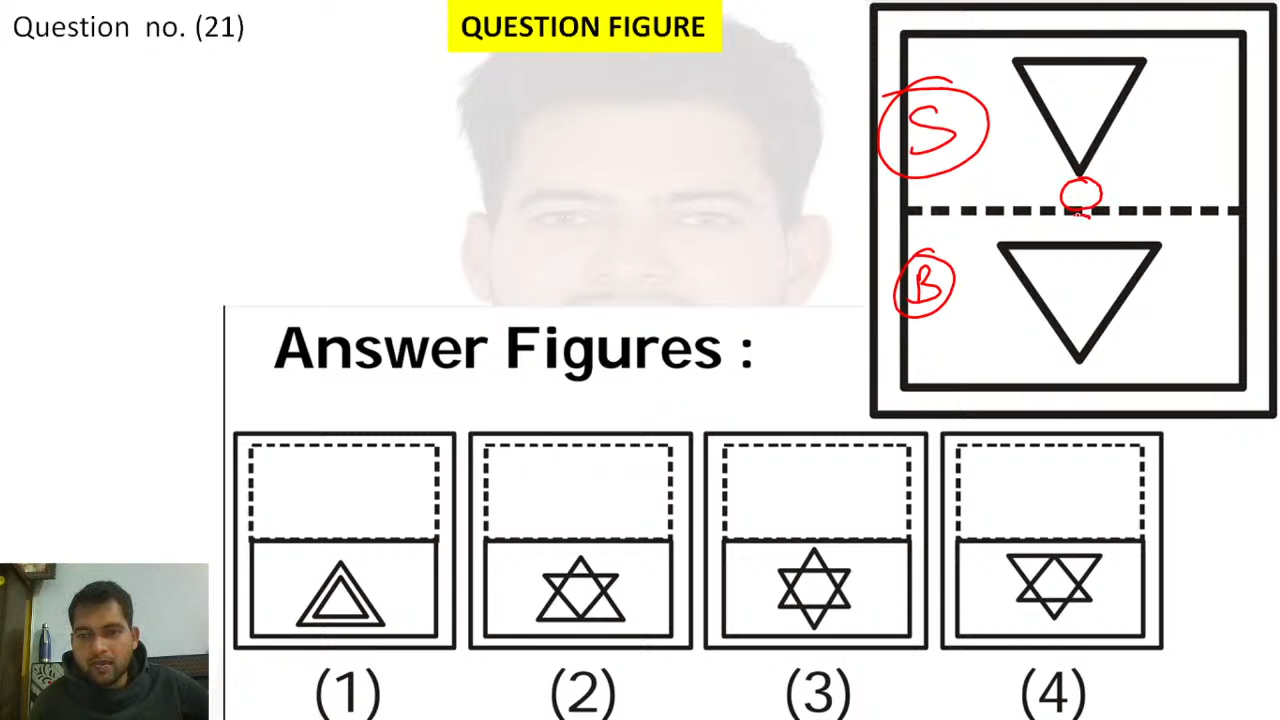 Question no. (21)
QUESTION FIGURE
S
B
Answer Figures :
(1) (2) (3) (4)